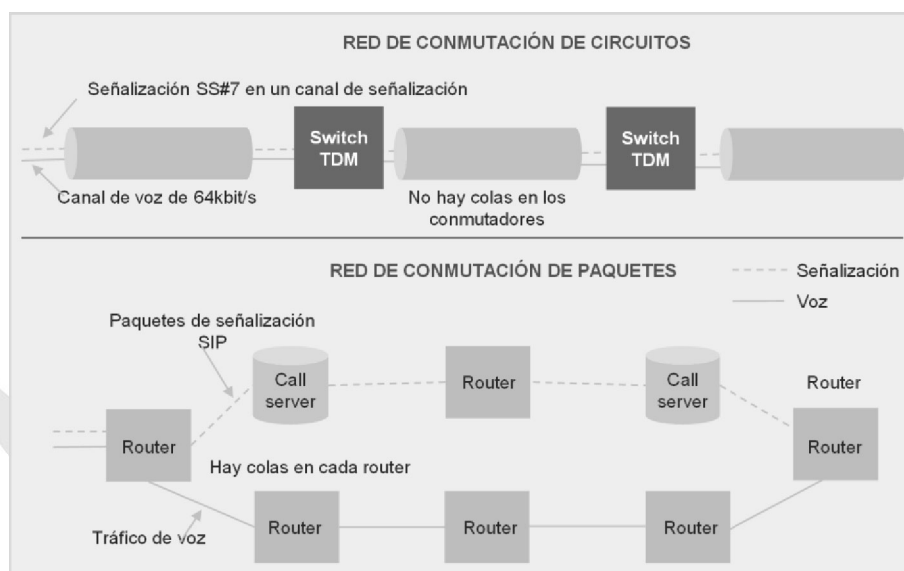 RED DE CONMUTACIÓN DE CIRCUITOS
Señalización SS#7 en un canal de señalización
Switch
TDM
Switch
TDM
Canal de voz de 64kbit/s
No hay colas en los
conmutadores
RED DE CONMUTACIÓN DE PAQUETES
Señalización
Voz
Paquetes de señalización
SIP
Call
server
Router
Call
server
Router
Router
Router
Hay colas en cada router
Tráfico de voz
Router
Router
Router